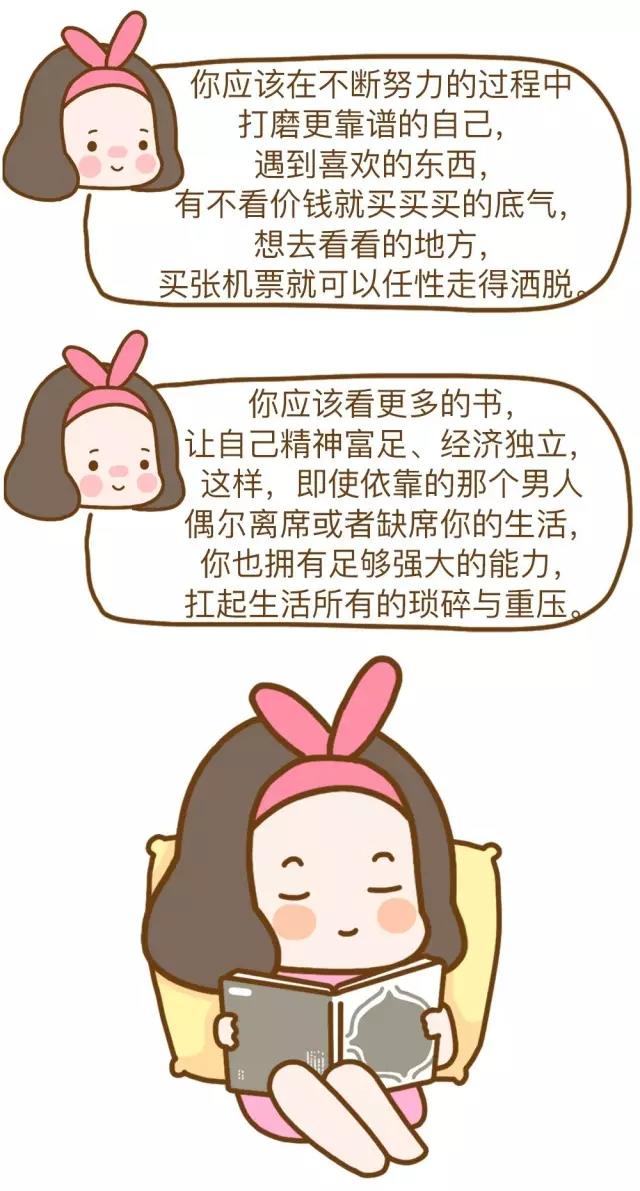 你应该在不断努力的过程中
打磨更靠谱的自己，
遇到喜欢的东西，
有不看价钱就买买买的底气，
想去看看的地方，
买张机票就可以任性走得洒脱。
你应该看更多的书，
让自己精神富足、经济独立，
这样，即使依靠的那个男人
偶尔离席或者缺席你的生活，
你也拥有足够强大的能力，
扛起生活所有的琐碎与重压。